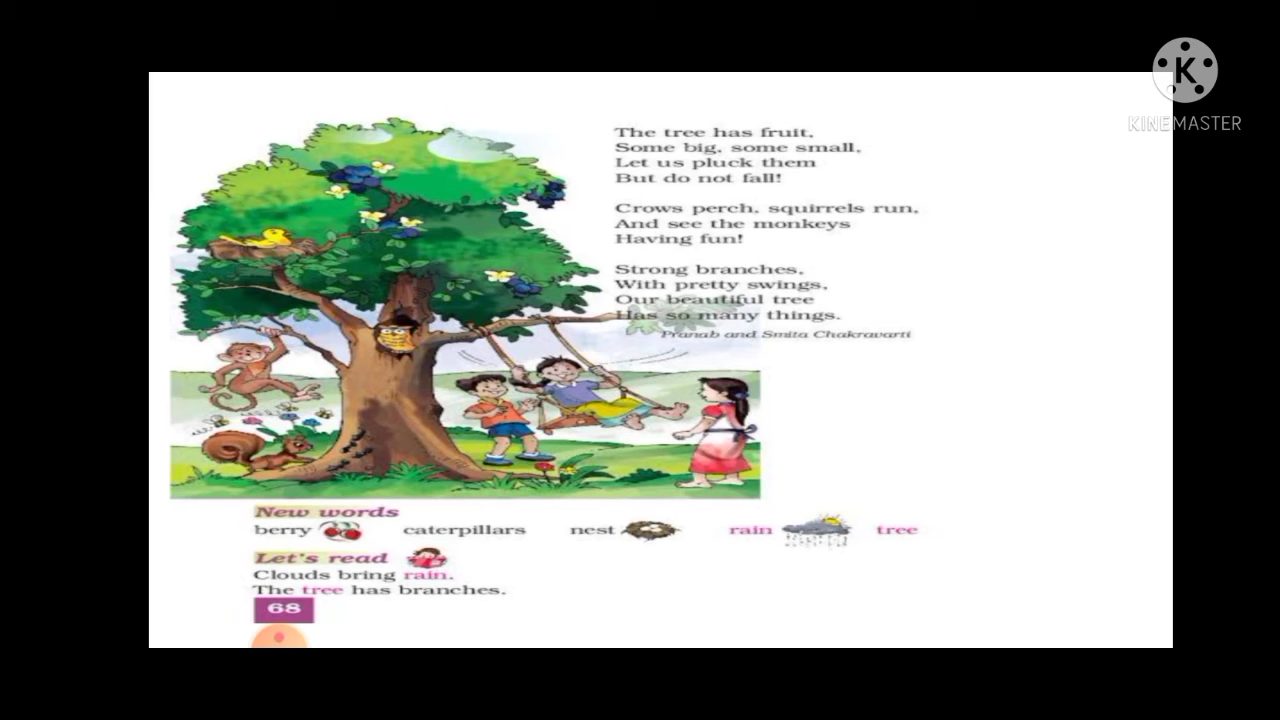 K
KINEMASTER
The tree has fruit,
Some big, some small,
Let us pluck them
But do not fall!
Crows perch, squirrels run,
And see the monkeys
Having fun!
Strong branches,
With pretty swings,
Our beautiful tree
Has so many things.
Pranab and Smita Chakravarti
New words
berry caterpillars nest rain tree
Let's read
Clouds bring rain.
The tree has branches.
68